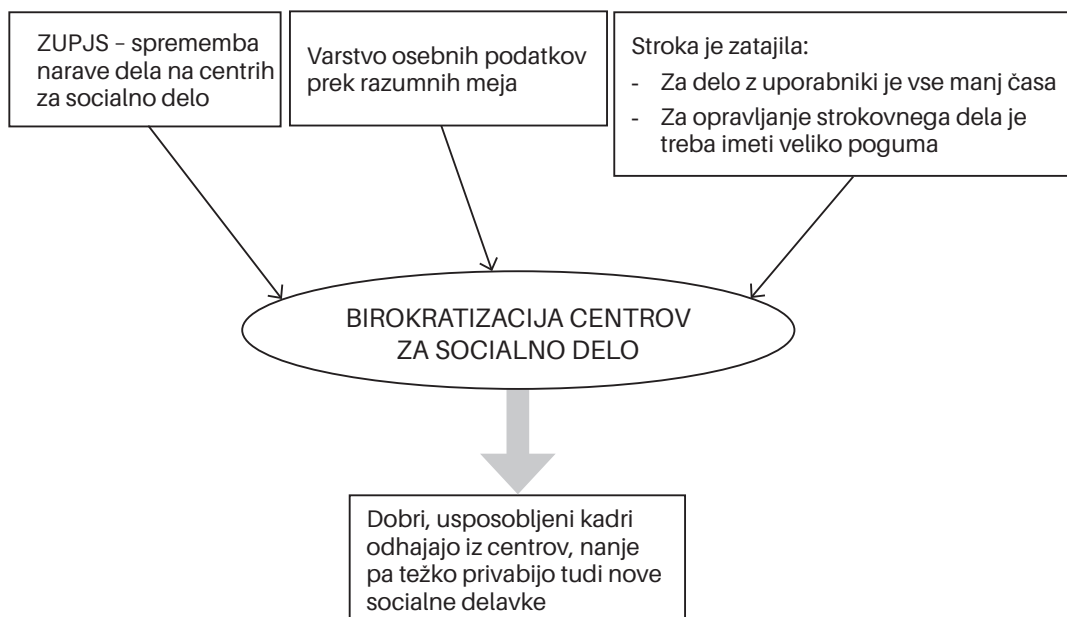 ZUPJS – sprememba
narave dela na centrih
za socialno delo
Varstvo osebnih podatkov
prek razumnih meja
Stroka je zatajila:
- Za delo z uporabniki je vse manj časa
- Za opravljanje strokovnega dela je
treba imeti veliko poguma
BIROKRATIZACIJA CENTROV
ZA SOCIALNO DELO
Dobri, usposobljeni kadri
odhajajo iz centrov, nanje
pa težko privabijo tudi nove
socialne delavke